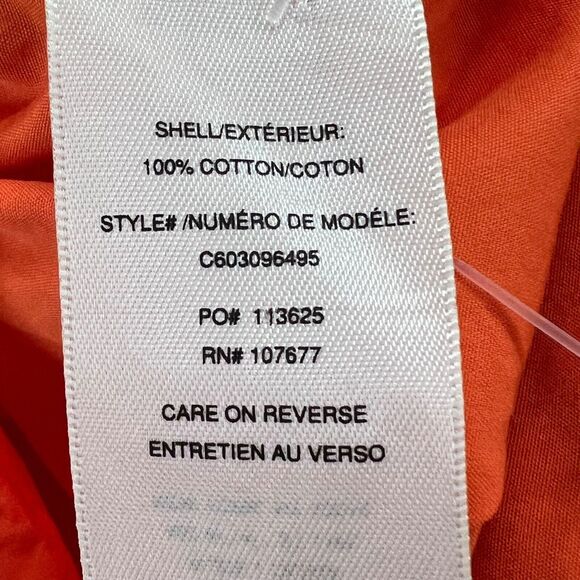 SHELL/EXTÉRIEUR:
100% COTTON/COTON
STYLE# /NUMÉRO DE MODÉLE:
C603096495
PO# 113625
RN# 107677
CARE ON REVERSE
ENTRETIEN AU VERSO